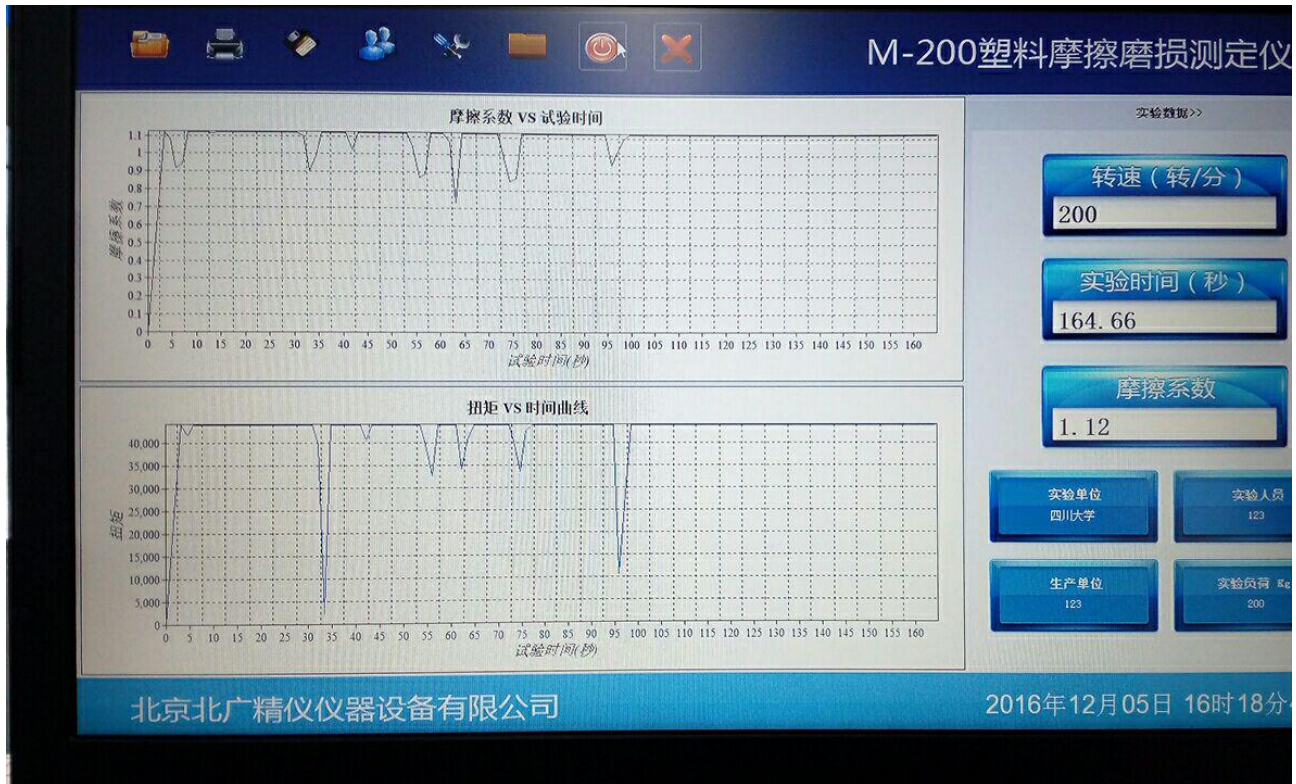 M-200塑料摩擦磨损测定仪
摩擦系数 VS 试验时间
1.1
1
0.9
0.8
0.7
0.6
0.5
0.4
0.3
0.2
0.1
0
摩擦系数
0 5 10 15 20 25 30 35 40 45 50 55 60 65 70 75 80 85 90 95 100 105 110 115 120 125 130 135 140 145 150 155 160
试验时间(秒)
扭矩 VS 时间曲线
40,000
35,000
30,000
25,000
20,000
15,000
10,000
5,000
0
扭矩
0 5 10 15 20 25 30 35 40 45 50 55 60 65 70 75 80 85 90 95 100 105 110 115 120 125 130 135 140 145 150 155 160
试验时间(秒)
实验数据>>
转速（转/分）
200
实验时间（秒）
164.66
摩擦系数
1.12
实验单位
四川大学
实验人员
123
生产单位
123
实验负荷 Kg
200
北京北广精仪仪器设备有限公司
2016年12月05日 16时18分